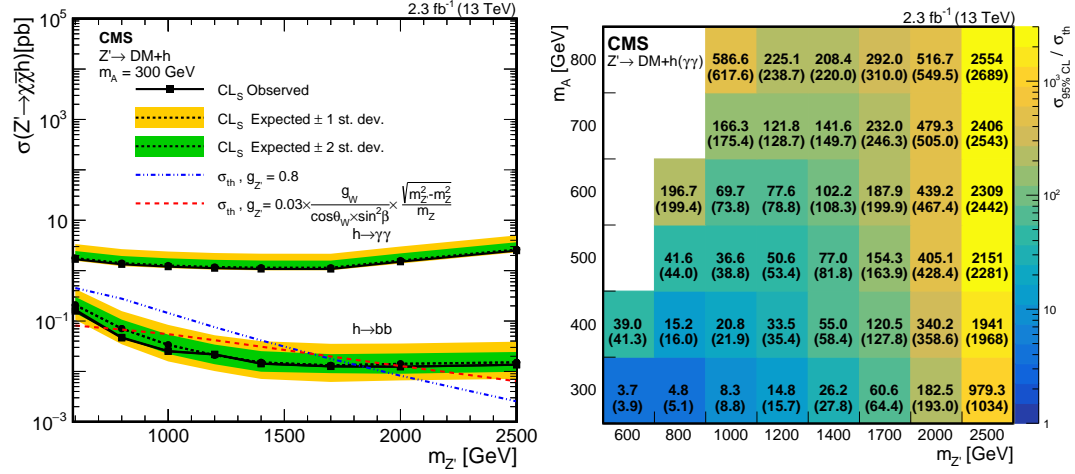 2.3 fb⁻¹ (13 TeV)
CMS
Z'→ DM+h
m_A = 300 GeV
CL_S Observed
CL_S Expected ± 1 st. dev.
CL_S Expected ± 2 st. dev.
σ_th , g_Z' = 0.8
σ_th , g_Z' = 0.03 × g_W / (cosθ_W × sin²β) × √(m²_Z'-m²_Z) / m_Z'
h→γγ
h→bb
σ(Z'→χχ̄h)[pb]
10⁵
10³
10
10⁻¹
10⁻³
1000 1500 2000 2500
m_Z' [GeV]
2.3 fb⁻¹ (13 TeV)
CMS
Z'→ DM+h(γγ)
m_A [GeV]
800
586.6 225.1 208.4 292.0 516.7 2554
(617.6) (238.7) (220.0) (310.0) (549.5) (2689)
700
166.3 121.8 141.6 232.0 479.3 2406
(175.4) (128.7) (149.7) (246.3) (505.0) (2543)
600
196.7 69.7 77.6 102.2 187.9 439.2 2309
(199.4) (73.8) (78.8) (108.3) (199.9) (467.4) (2442)
500
41.6 36.6 50.6 77.0 154.3 405.1 2151
(44.0) (38.8) (53.4) (81.8) (163.9) (428.4) (2281)
400
39.0 15.2 20.8 33.5 55.0 120.5 340.2 1941
(41.3) (16.0) (21.9) (35.4) (58.4) (127.8) (358.6) (1968)
300
3.7 4.8 8.3 14.8 26.2 60.6 182.5 979.3
(3.9) (5.1) (8.8) (15.7) (27.8) (64.4) (193.0) (1034)
600 800 1000 1200 1400 1700 2000 2500
m_Z' [GeV]
σ_95% CL / σ_th
10³
10²
10
1